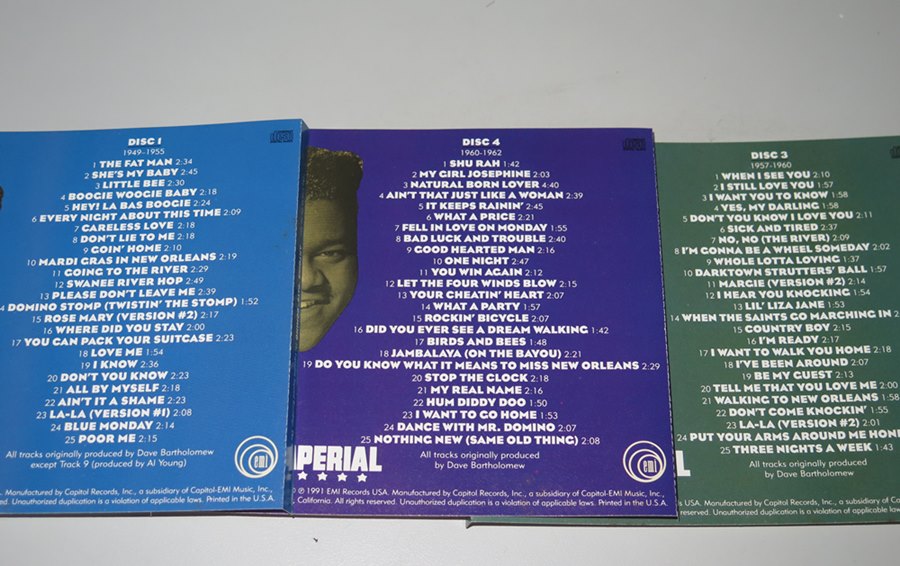 DISC 1
1949–1955
1 THE FAT MAN 2:34
2 SHE'S MY BABY 2:45
3 LITTLE BEE 2:30
4 BOOGIE WOOGIE BABY 2:18
5 HEY! LA BAS BOOGIE 2:24
6 EVERY NIGHT ABOUT THIS TIME 2:09
7 CARELESS LOVE 2:18
8 DON'T LIE TO ME 2:18
9 GOIN' HOME 2:10
10 MARDI GRAS IN NEW ORLEANS 2:19
11 GOING TO THE RIVER 2:29
12 SWANEE RIVER HOP 2:49
13 PLEASE DON'T LEAVE ME 2:39
4 DOMINO STOMP (TWISTIN' THE STOMP) 1:52
15 ROSE MARY (VERSION #2) 2:17
16 WHERE DID YOU STAY 2:00
17 YOU CAN PACK YOUR SUITCASE 2:23
18 LOVE ME 1:54
19 I KNOW 2:36
20 DON'T YOU KNOW 2:23
21 ALL BY MYSELF 2:18
22 AIN'T IT A SHAME 2:23
23 LA-LA (VERSION #1) 2:08
24 BLUE MONDAY 2:14
25 POOR ME 2:15
All tracks originally produced by Dave Bartholomew
except Track 9 (produced by Al Young)
emi
A. Manufactured by Capitol Records, Inc., a subsidiary of Capitol-EMI Music, Inc.,
d. Unauthorized duplication is a violation of applicable laws. Printed in the U.S.A.
DISC 4
1960-1962
1 SHU RAH 1:42
2 MY GIRL JOSEPHINE 2:03
3 NATURAL BORN LOVER 4:40
4 AIN'T THAT JUST LIKE A WOMAN 2:39
5 IT KEEPS RAININ' 2:45
6 WHAT A PRICE 2:21
7 FELL IN LOVE ON MONDAY 1:55
8 BAD LUCK AND TROUBLE 2:40
9 GOOD HEARTED MAN 2:16
10 ONE NIGHT 2:47
11 YOU WIN AGAIN 2:12
12 LET THE FOUR WINDS BLOW 2:15
13 YOUR CHEATIN' HEART 2:07
14 WHAT A PARTY 1:57
15 ROCKIN' BICYCLE 2:07
16 DID YOU EVER SEE A DREAM WALKING 1:42
17 BIRDS AND BEES 1:48
18 JAMBALAYA (ON THE BAYOU) 2:21
19 DO YOU KNOW WHAT IT MEANS TO MISS NEW ORLEANS 2:29
20 STOP THE CLOCK 2:18
21 MY REAL NAME 2:16
22 HUM DIDDY DOO 1:50
23 I WANT TO GO HOME 1:53
24 DANCE WITH MR. DOMINO 2:07
25 NOTHING NEW (SAME OLD THING) 2:08
All tracks originally produced
by Dave Bartholomew
PERIAL
emi
℗ 1991 EMI Records USA. Manufactured by Capitol Records, Inc., a subsidiary of Capitol-EMI Music, Inc.,
California. All rights reserved. Unauthorized duplication is a violation of applicable laws. Printed in the U.S.A.
DISC 3
1957-1960
1 WHEN I SEE YOU 2:10
2 I STILL LOVE YOU 1:57
3 I WANT YOU TO KNOW 1:58
4 YES, MY DARLING 1:58
5 DON'T YOU KNOW I LOVE YOU 2:11
6 SICK AND TIRED 2:37
7 NO, NO (THE RIVER) 2:09
8 I'M GONNA BE A WHEEL SOMEDAY 2:02
9 WHOLE LOTTA LOVING 1:37
10 DARKTOWN STRUTTERS' BALL 1:57
11 MARGIE (VERSION #2) 2:14
12 I HEAR YOU KNOCKING 1:54
13 LIL' LIZA JANE 1:53
14 WHEN THE SAINTS GO MARCHING IN 2
15 COUNTRY BOY 2:15
16 I'M READY 2:17
17 I WANT TO WALK YOU HOME 2:18
18 I'VE BEEN AROUND 2:07
19 BE MY GUEST 2:13
20 TELL ME THAT YOU LOVE ME 2:00
21 WALKING TO NEW ORLEANS 1:58
22 DON'T COME KNOCKIN' 1:55
23 LA-LA (VERSION #2) 2:01
24 PUT YOUR ARMS AROUND ME HON
25 THREE NIGHTS A WEEK 1:43
All tracks originally produced
by Dave Bartholomew
L
USA. Manufactured by Capitol Records, Inc., a subsidiary of Capitol-EMI Music, Inc.,
reserved. Unauthorized duplication is a violation of applicable laws. Printed in the U.S.A.